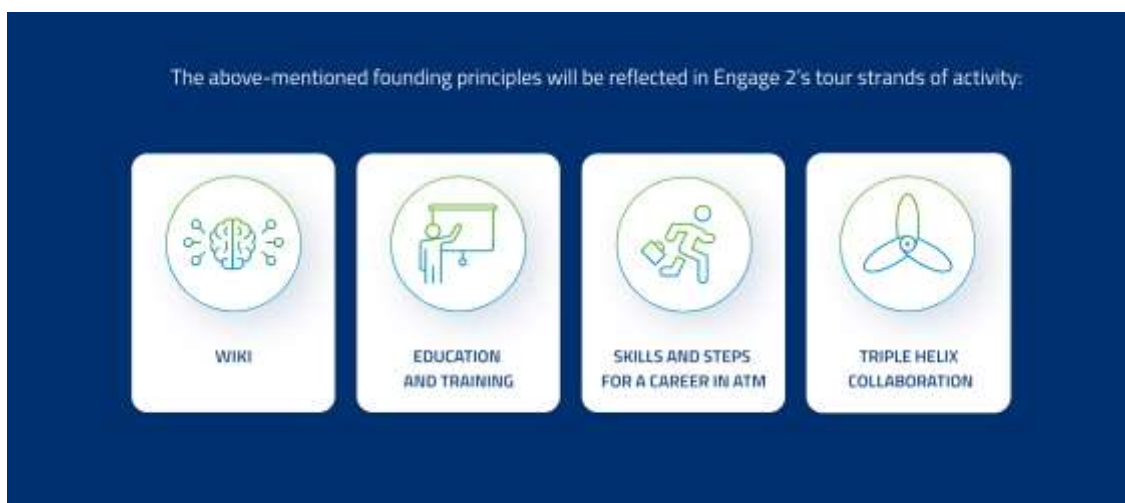 The above-mentioned founding principles will be reflected in Engage 2's tour strands of activity:
WIKI
EDUCATION
AND TRAINING
SKILLS AND STEPS
FOR A CAREER IN ATM
TRIPLE HELIX
COLLABORATION